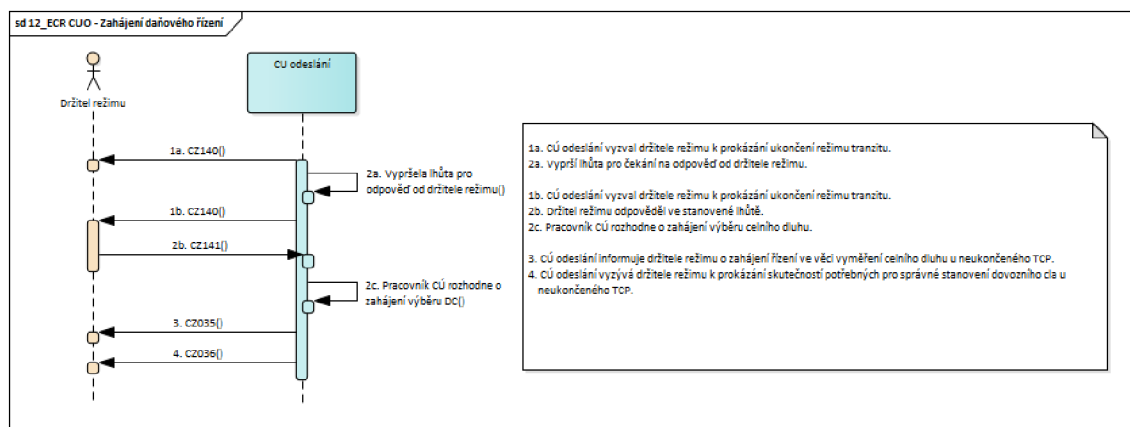 sd 12_ECR CUO - Zahájení daňového řízení
CU odeslání
Držitel režimu
1a. CZ140()
2a. Vypršela lhůta pro
odpověď od držitele režimu()
1b. CZ140()
2b. CZ141()
2c. Pracovník CÚ rozhodne o
zahájení výběru DC()
3. CZ035()
4. CZ036()
1a. CÚ odeslání vyzval držitele režimu k prokázání ukončení režimu tranzitu.
2a. Vyprší lhůta pro čekání na odpověď od držitele režimu.
1b. CÚ odeslání vyzval držitele režimu k prokázání ukončení režimu tranzitu.
2b. Držitel režimu odpověděl ve stanovené lhůtě.
2c. Pracovník CÚ rozhodne o zahájení výběru celního dluhu.
3. CÚ odeslání informuje držitele režimu o zahájení řízení ve věci vyměření celního dluhu u neukončeného TCP.
4. CÚ odeslání vyzývá držitele režimu k prokázání skutečností potřebných pro správné stanovení dovozního cla u
neukončeného TCP.